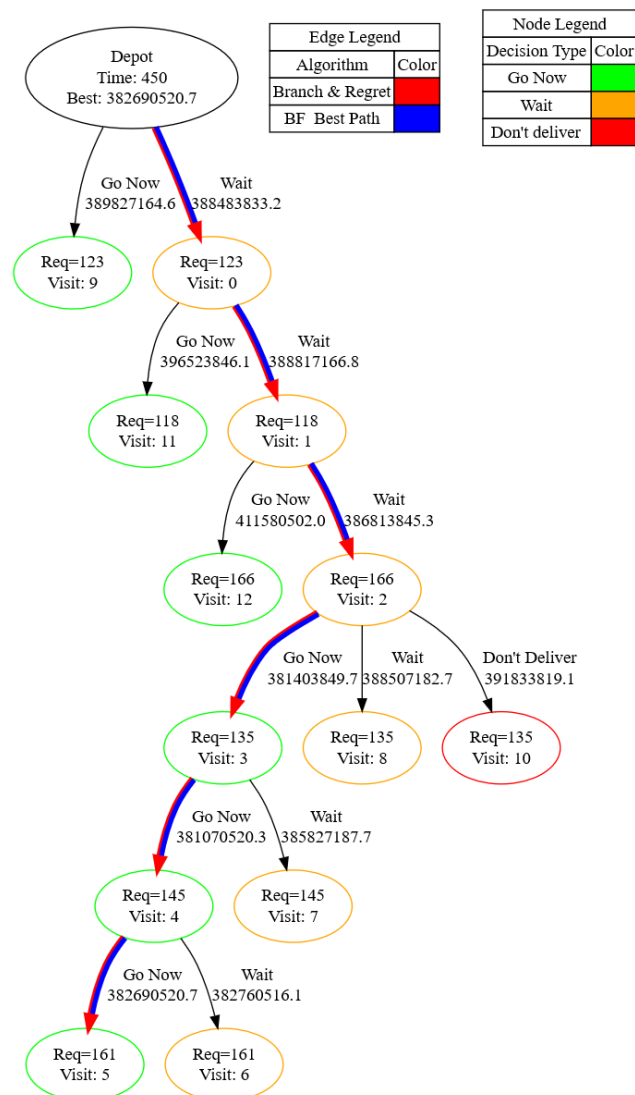 Depot
Time: 450
Best: 382690520.7
Edge Legend
Algorithm Color
Branch & Regret
BF Best Path
Node Legend
Decision Type Color
Go Now
Wait
Don't deliver
Go Now
389827164.6
Wait
388483833.2
Req=123
Visit: 9
Req=123
Visit: 0
Go Now
396523846.1
Wait
388817166.8
Req=118
Visit: 11
Req=118
Visit: 1
Go Now
411580502.0
Wait
386813845.3
Req=166
Visit: 12
Req=166
Visit: 2
Go Now
381403849.7
Wait
388507182.7
Don't Deliver
391833819.1
Req=135
Visit: 3
Req=135
Visit: 8
Req=135
Visit: 10
Go Now
381070520.3
Wait
385827187.7
Req=145
Visit: 4
Req=145
Visit: 7
Go Now
382690520.7
Wait
382760516.1
Req=161
Visit: 5
Req=161
Visit: 6